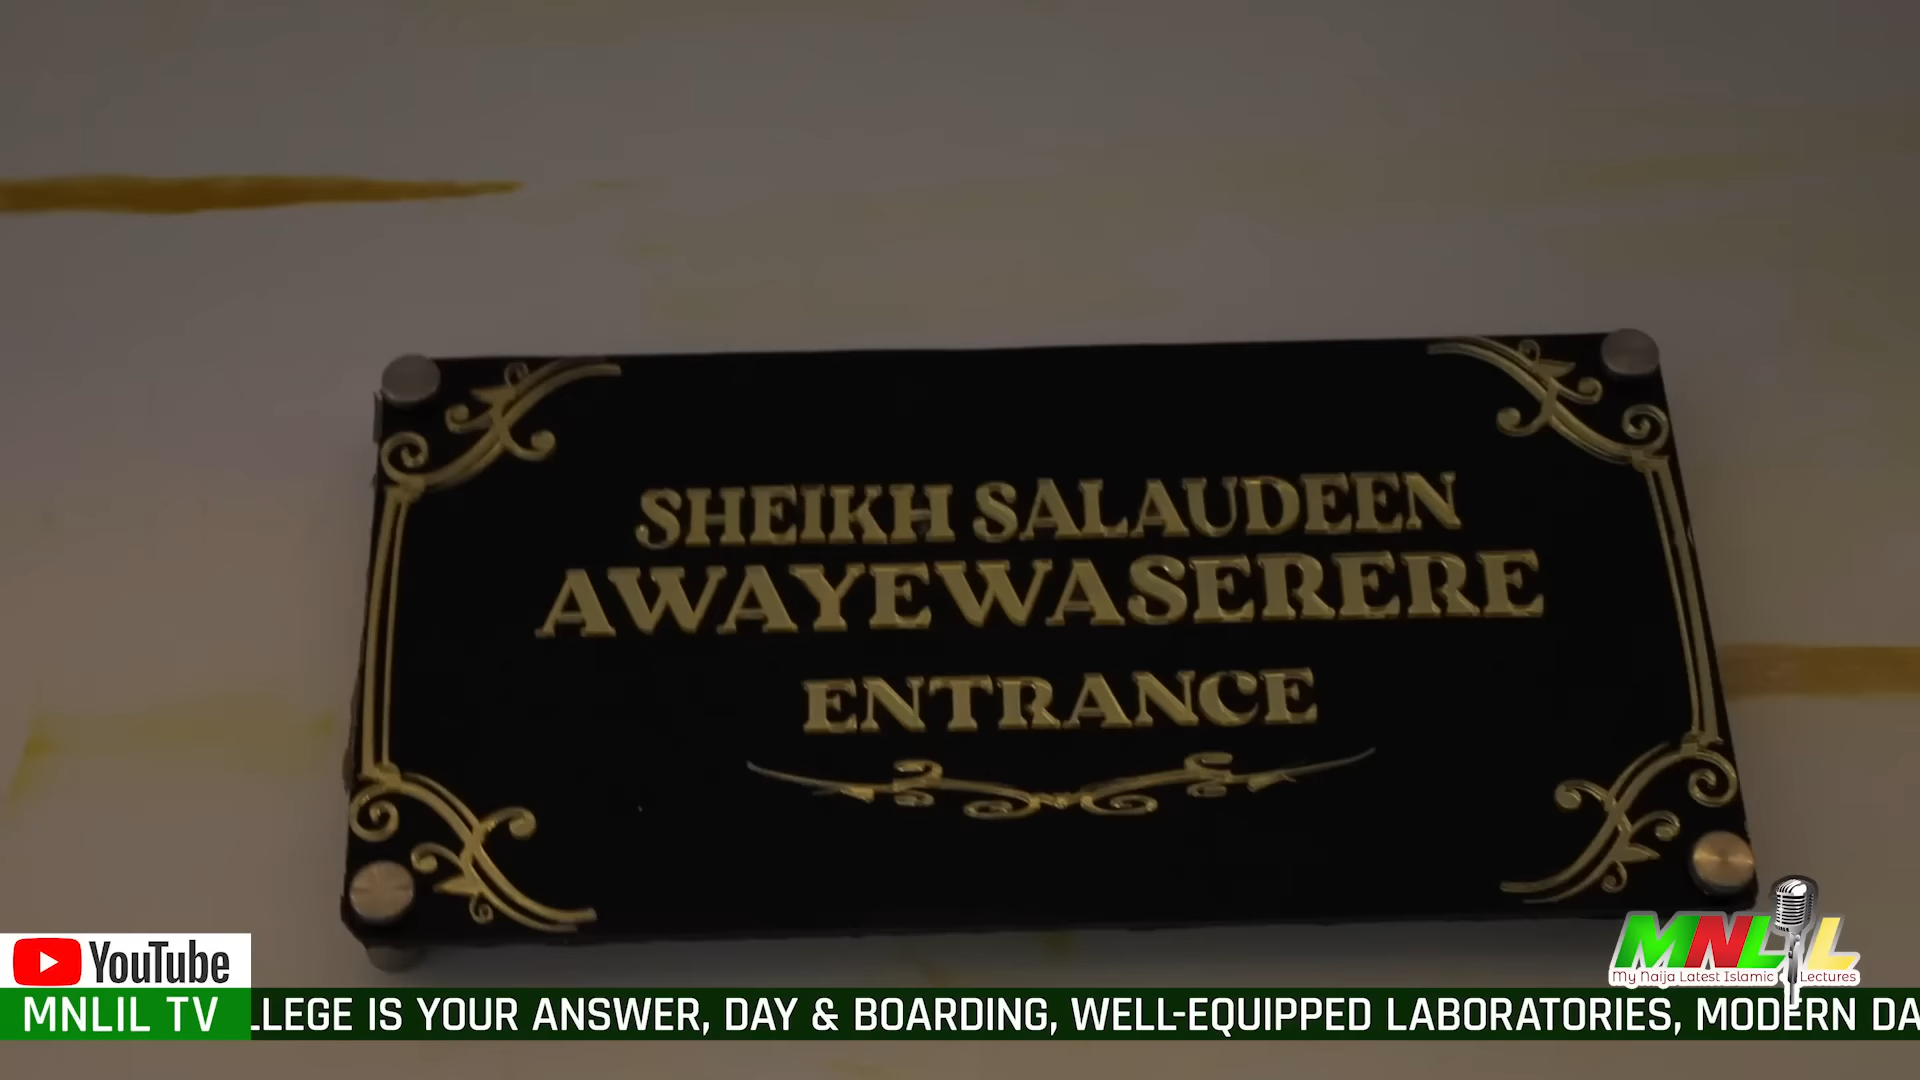 SHEIKH SALAUDEEN
AWAYEWASERERE
ENTRANCE
YouTube
MNLIL
My Naija Latest Islamic Lectures
MNLIL TV
LLEGE IS YOUR ANSWER, DAY & BOARDING, WELL-EQUIPPED LABORATORIES, MODERN DA